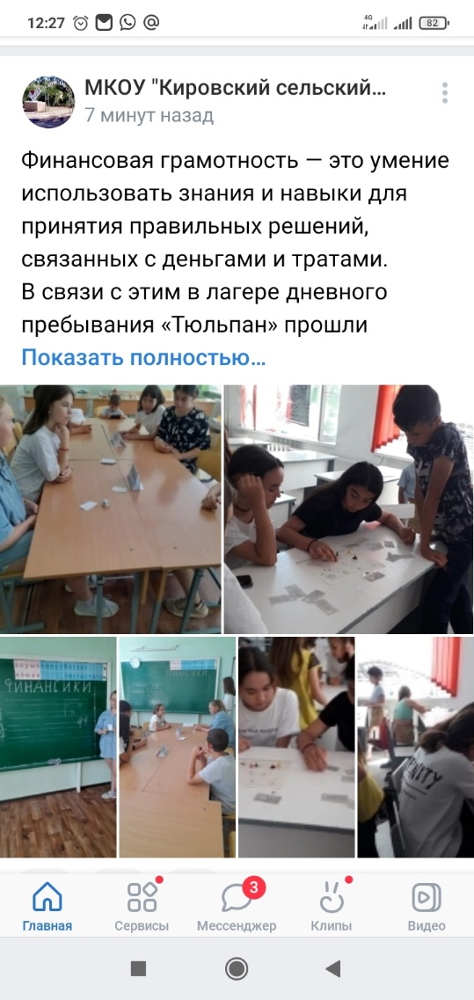 12:27
4G
82
МКОУ "Кировский сельский...
7 минут назад
Финансовая грамотность — это умение
использовать знания и навыки для
принятия правильных решений,
связанных с деньгами и тратами.
В связи с этим в лагере дневного
пребывания «Тюльпан» прошли
Показать полностью...
ФИНАНСИКИ
3
Главная
Сервисы
Мессенджер
Клипы
Видео